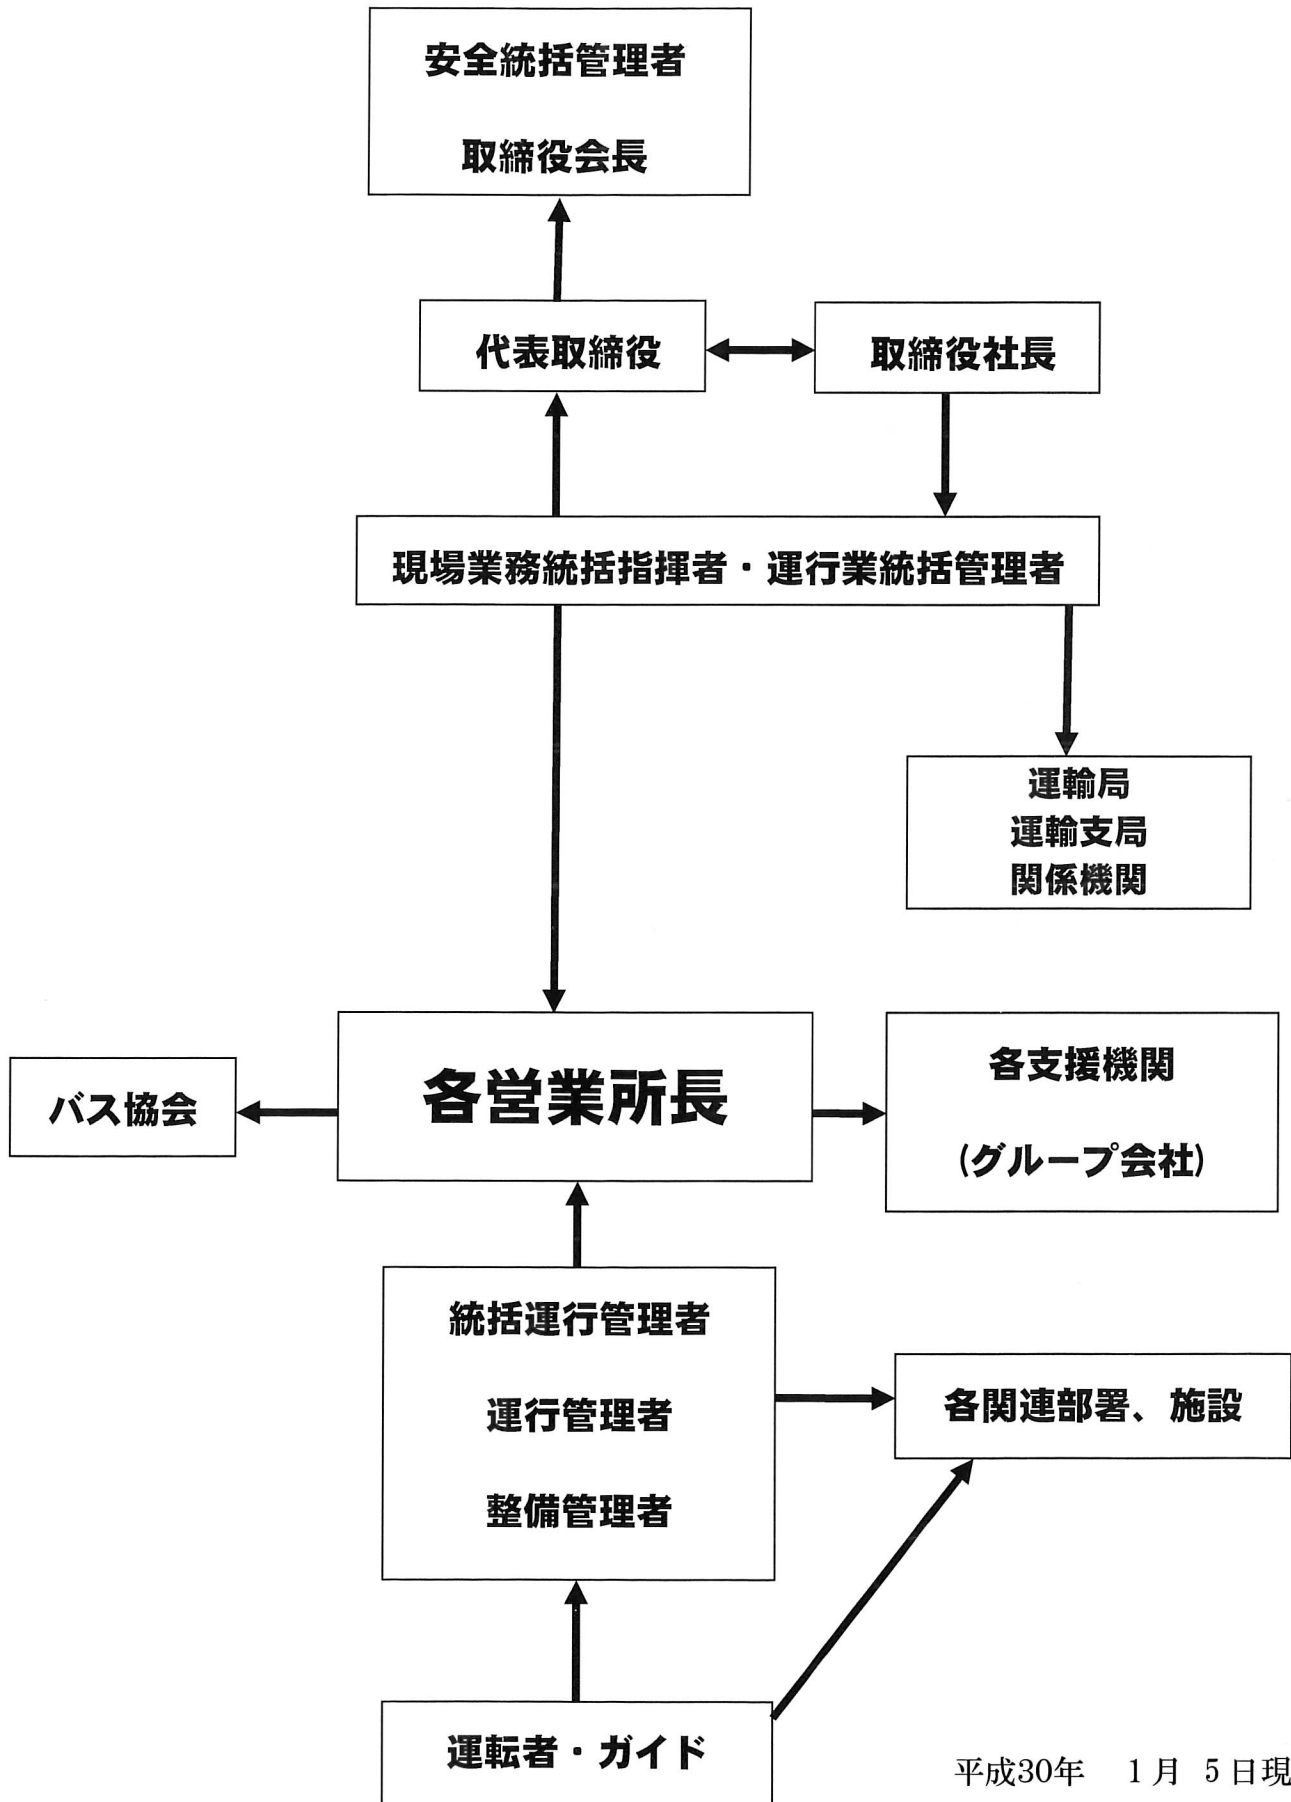 安全統括管理者
取締役会長
代表取締役
取締役社長
現場業務統括指揮者・運行業統括管理者
運輸局
運輸支局
関係機関
バス協会
各営業所長
各支援機関
(グループ会社)
統括運行管理者
運行管理者
整備管理者
各関連部署、施設
運転者・ガイド
平成30年 1月 5日現